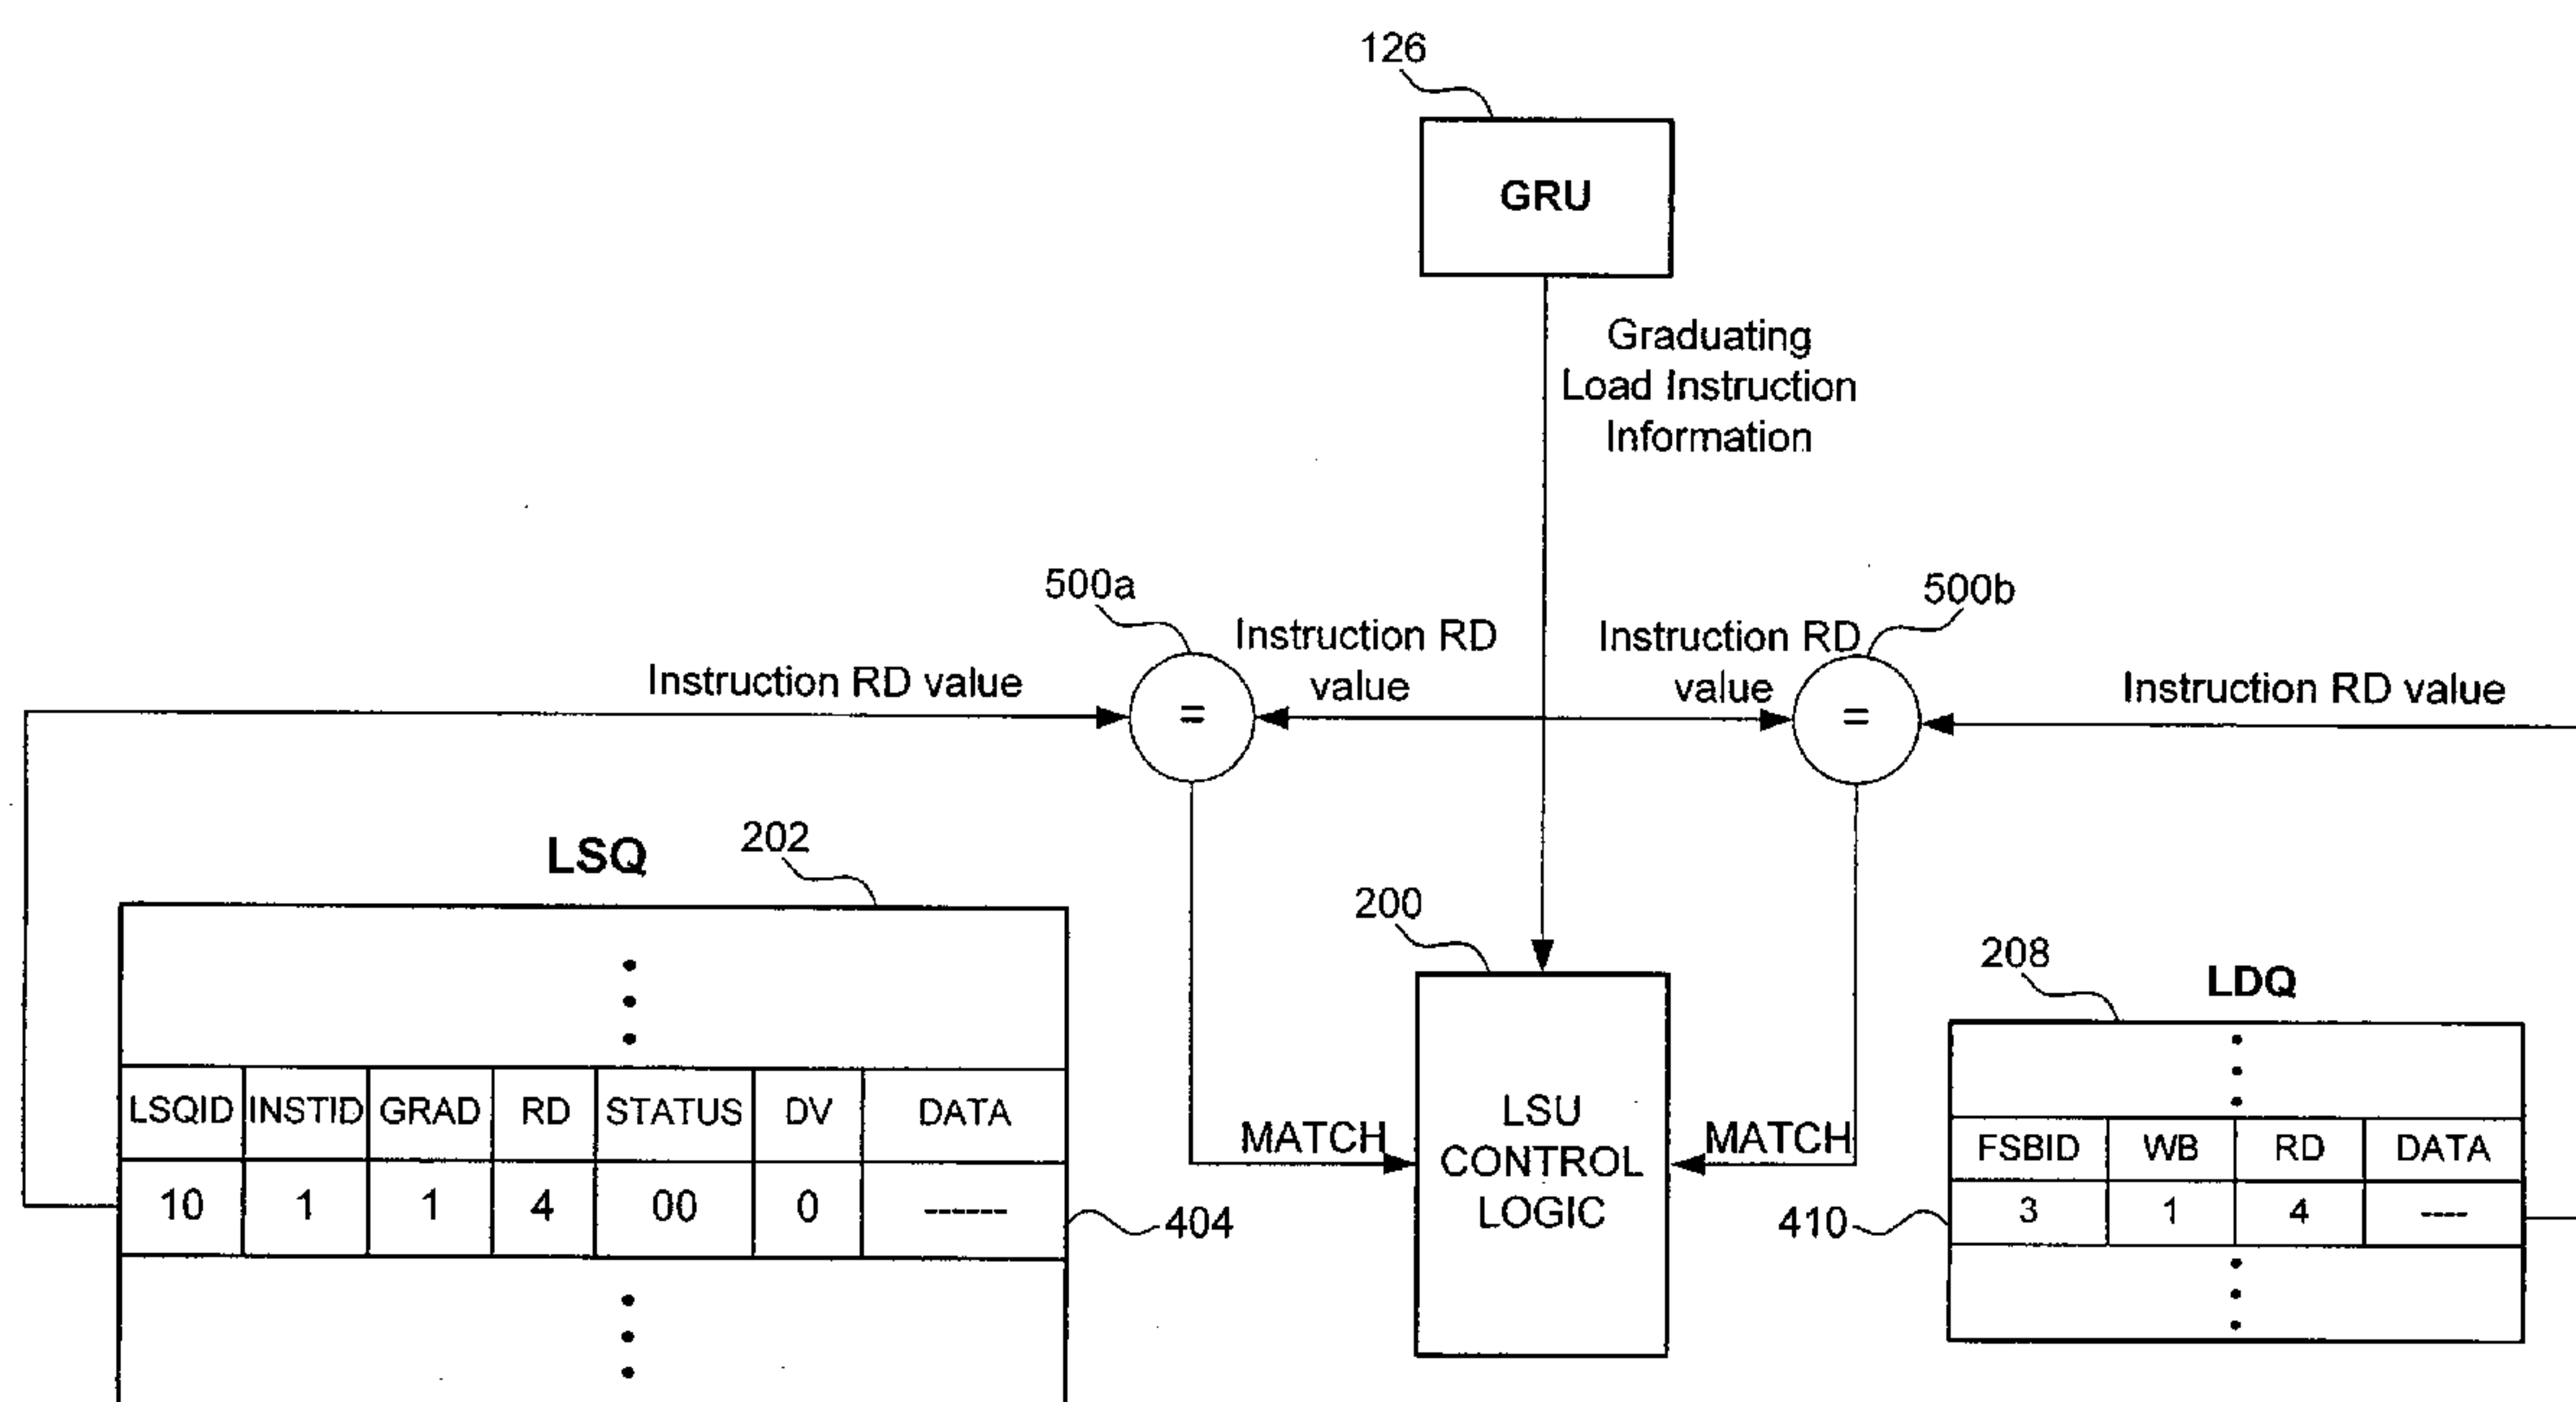 126
GRU
Graduating
Load Instruction
Information
500a
500b
Instruction RD value
=
Instruction RD
value
Instruction RD
value
=
Instruction RD value
LSQ
202
LSQID INSTID GRAD RD STATUS DV DATA
10 1 1 4 00 0 ------
404
200
MATCH
LSU
CONTROL
LOGIC
MATCH
208
LDQ
FSBID WB RD DATA
3 1 4 ----
410